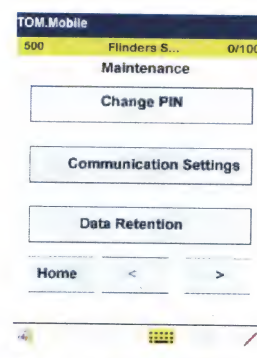 TOM.Mobile
500 Flinders S... 0/100
Maintenance
Change PIN
Communication Settings
Data Retention
Home < >